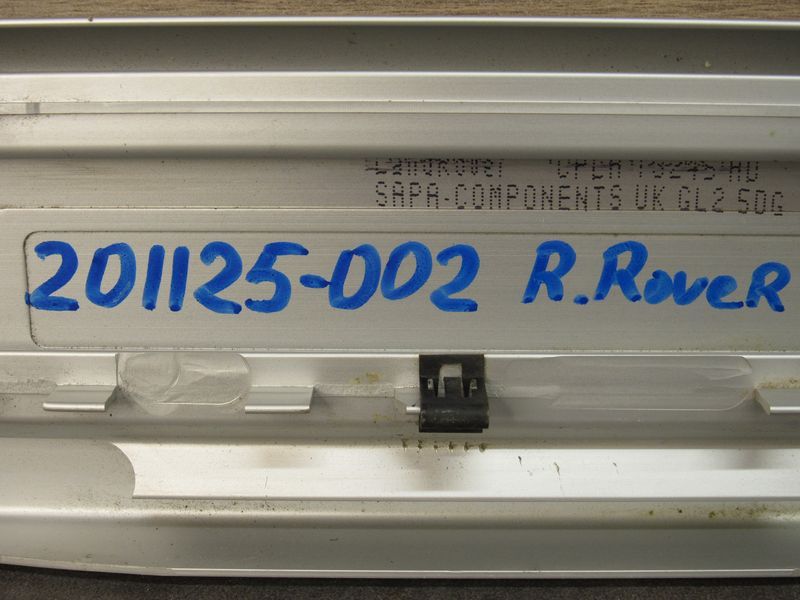 SAPA-COMPONENTS UK GL2 5DG
201125-002 R.RoveR